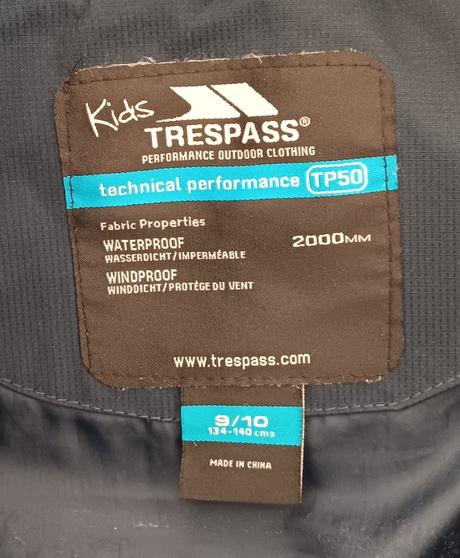 Kids
TRESPASS®
PERFORMANCE OUTDOOR CLOTHING
technical performance TP50
Fabric Properties
WATERPROOF 2000MM
WASSERDICHT/IMPERMÉABLE
WINDPROOF
WINDDICHT/PROTÈGE DU VENT
www.trespass.com
9/10
134-140 cms
MADE IN CHINA